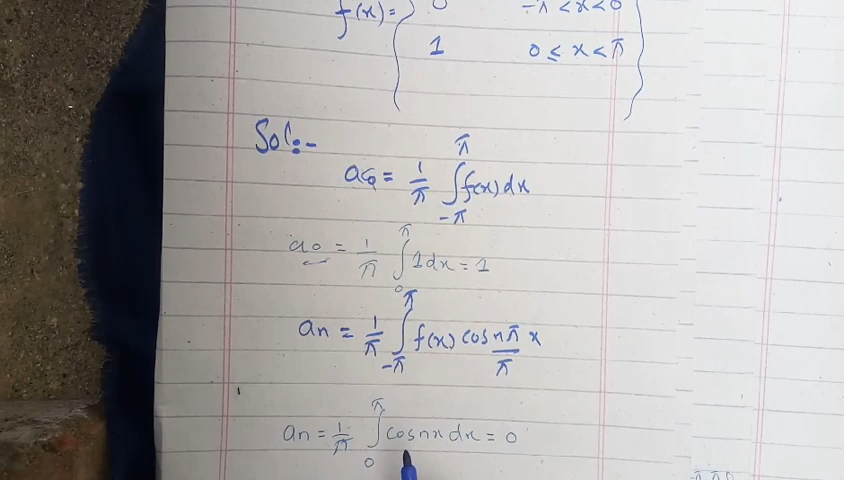 f(x) = 0 -π < x < 0
1 0 ≤ x < π
Sol:-
a0 = 1/π ∫_{-π}^{π} f(x) dx
a0 = 1/π ∫_{0}^{π} 1 dx = 1
an = 1/π ∫_{-π}^{π} f(x) cos nπ/π x
an = 1/π ∫_{0}^{π} cos nx dx = 0